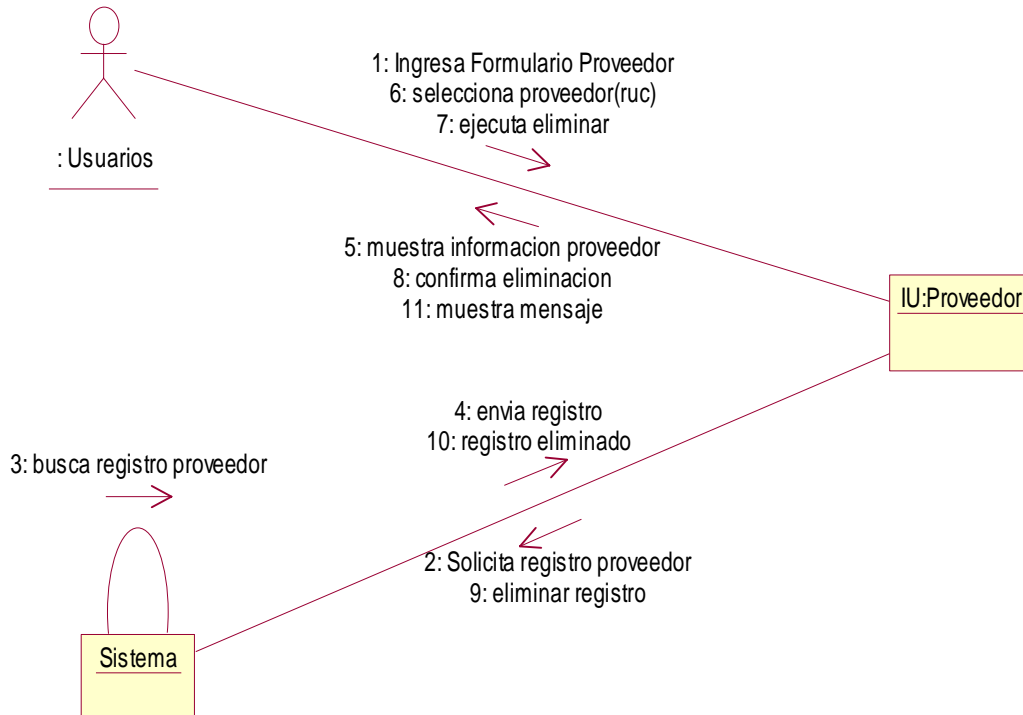 1: Ingresa Formulario Proveedor
6: selecciona proveedor(ruc)
7: ejecuta eliminar
: Usuarios
5: muestra informacion proveedor
8: confirma eliminacion
11: muestra mensaje
IU:Proveedor
4: envia registro
10: registro eliminado
3: busca registro proveedor
2: Solicita registro proveedor
9: eliminar registro
Sistema